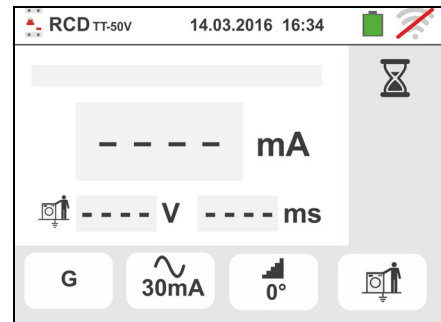 RCD TT-50V 14.03.2016 16:34
- - - - mA
- - - - V - - - - ms
G 30mA 0°